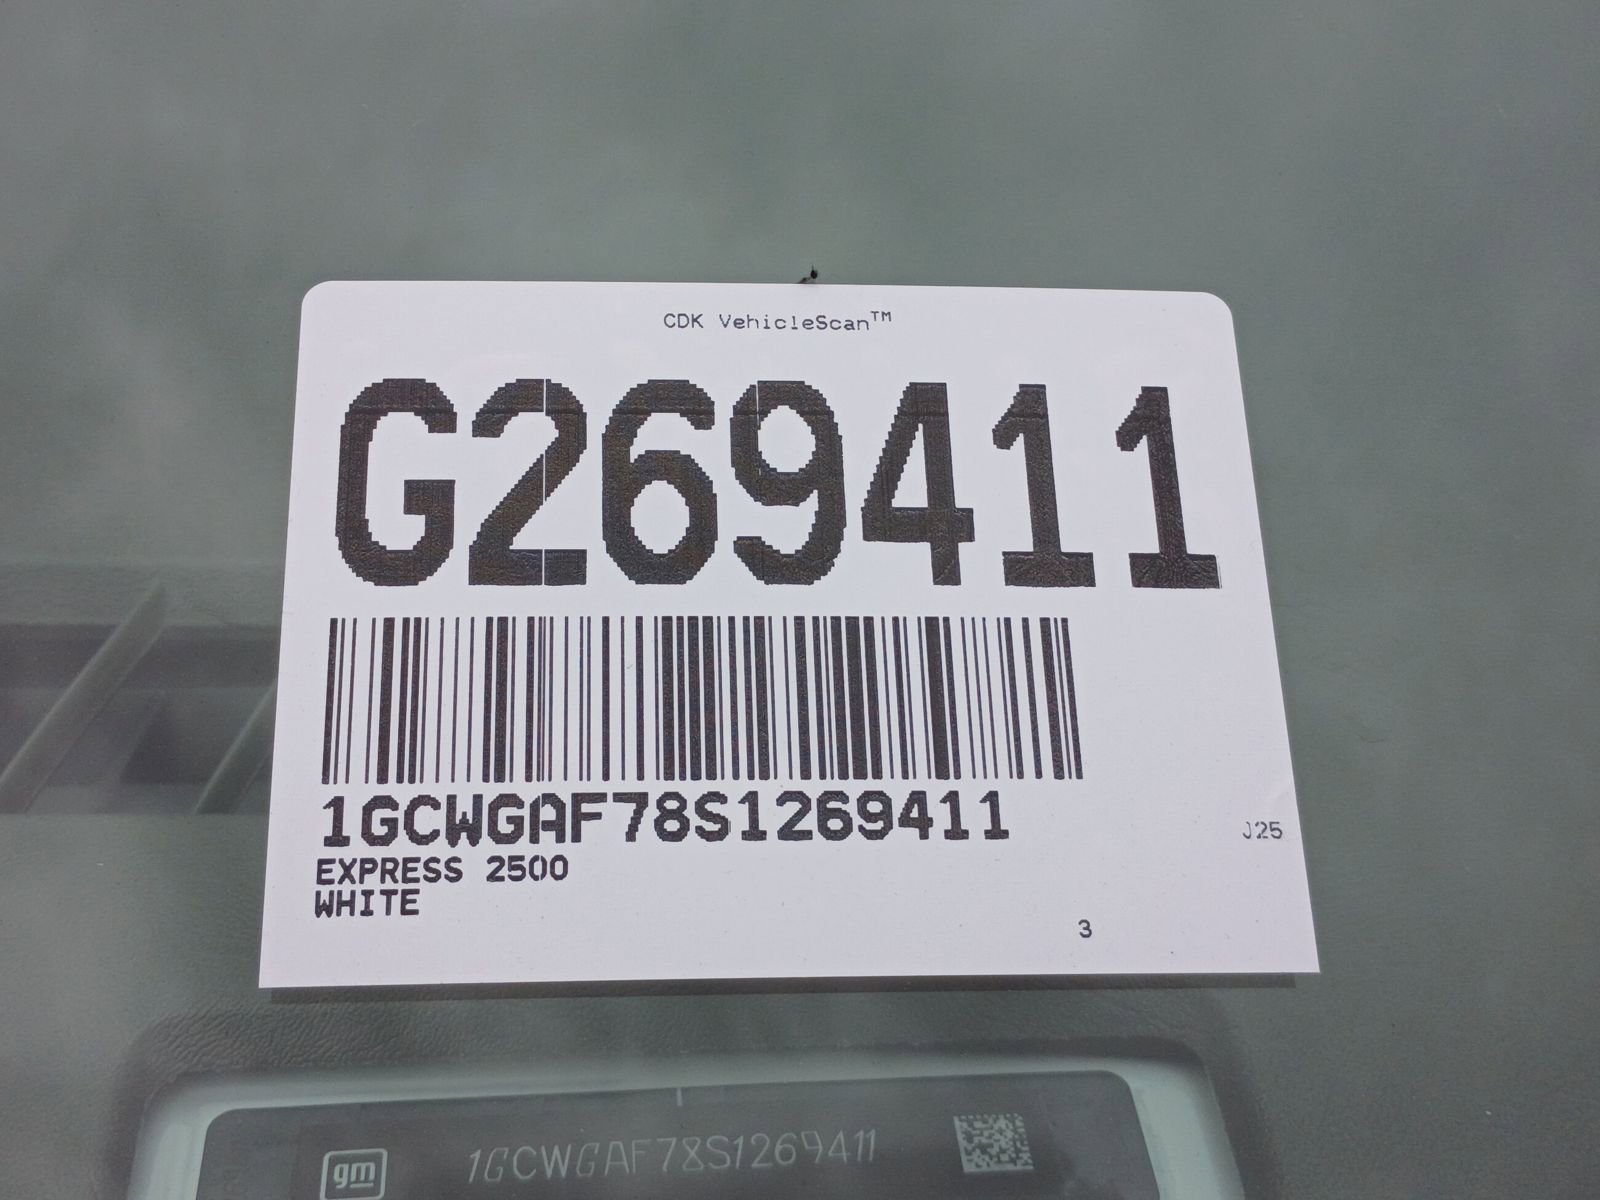 CDK VehicleScan™
G269411
1GCWGAF78S1269411
EXPRESS 2500
WHITE
J25
3
gm
1GCWGAF78S1269411